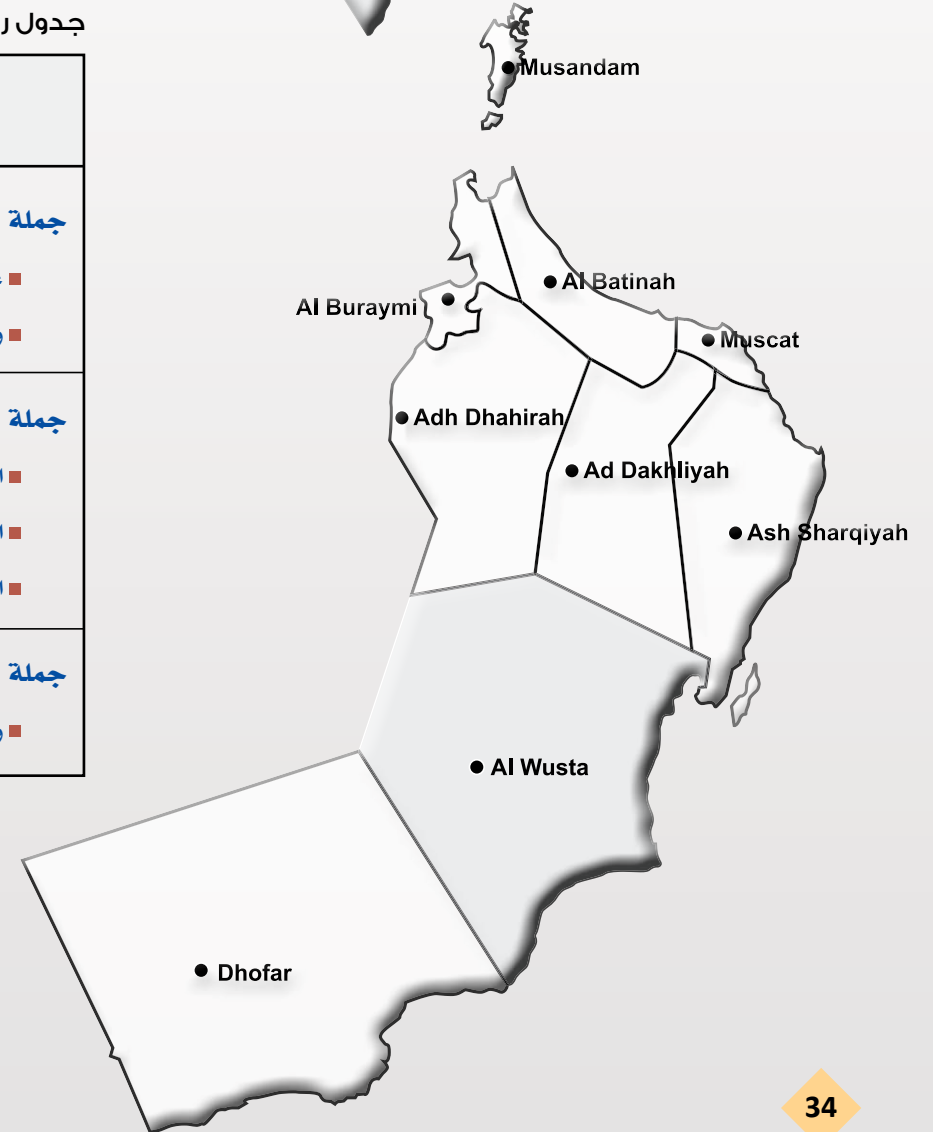 جدول
Musandam
جملة
Al Batinah
Al Buraymi
Muscat
جملة
Adh Dhahirah
Ad Dakhliyah
Ash Sharqiyah
جملة
Al Wusta
Dhofar
34